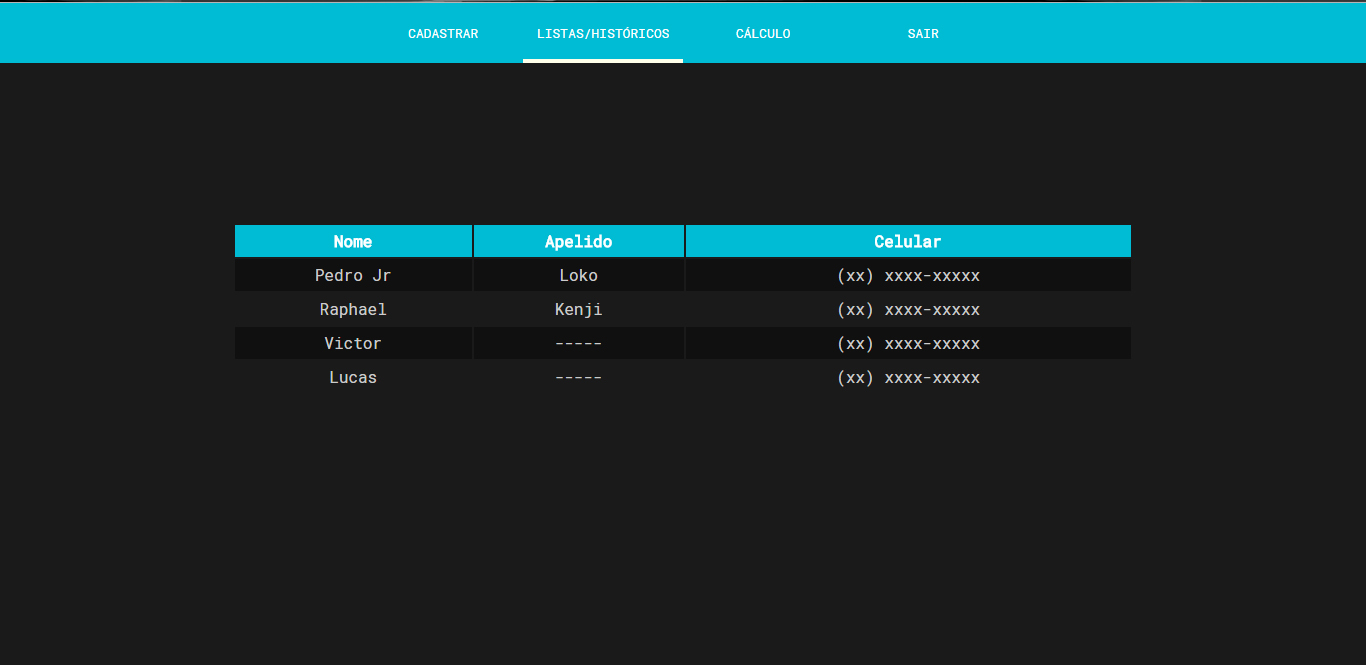 CADASTRAR LISTAS/HISTÓRICOS CÁLCULO SAIR
Nome Apelido Celular
Pedro Jr Loko (xx) xxxx-xxxxx
Raphael Kenji (xx) xxxx-xxxxx
Victor ----- (xx) xxxx-xxxxx
Lucas ----- (xx) xxxx-xxxxx